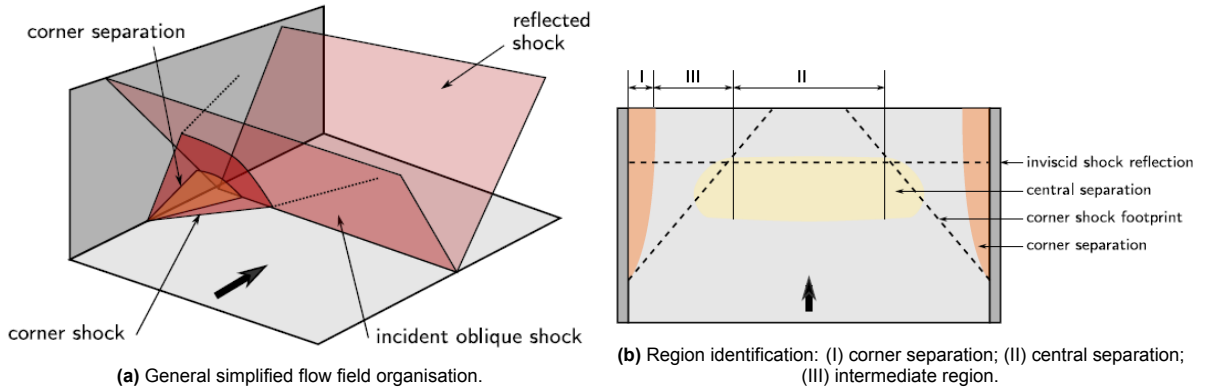 corner separation
reflected
shock
corner shock
incident oblique shock
(a) General simplified flow field organisation.
I
III
II
inviscid shock reflection
central separation
corner shock footprint
corner separation
(b) Region identification: (I) corner separation; (II) central separation;
(III) intermediate region.